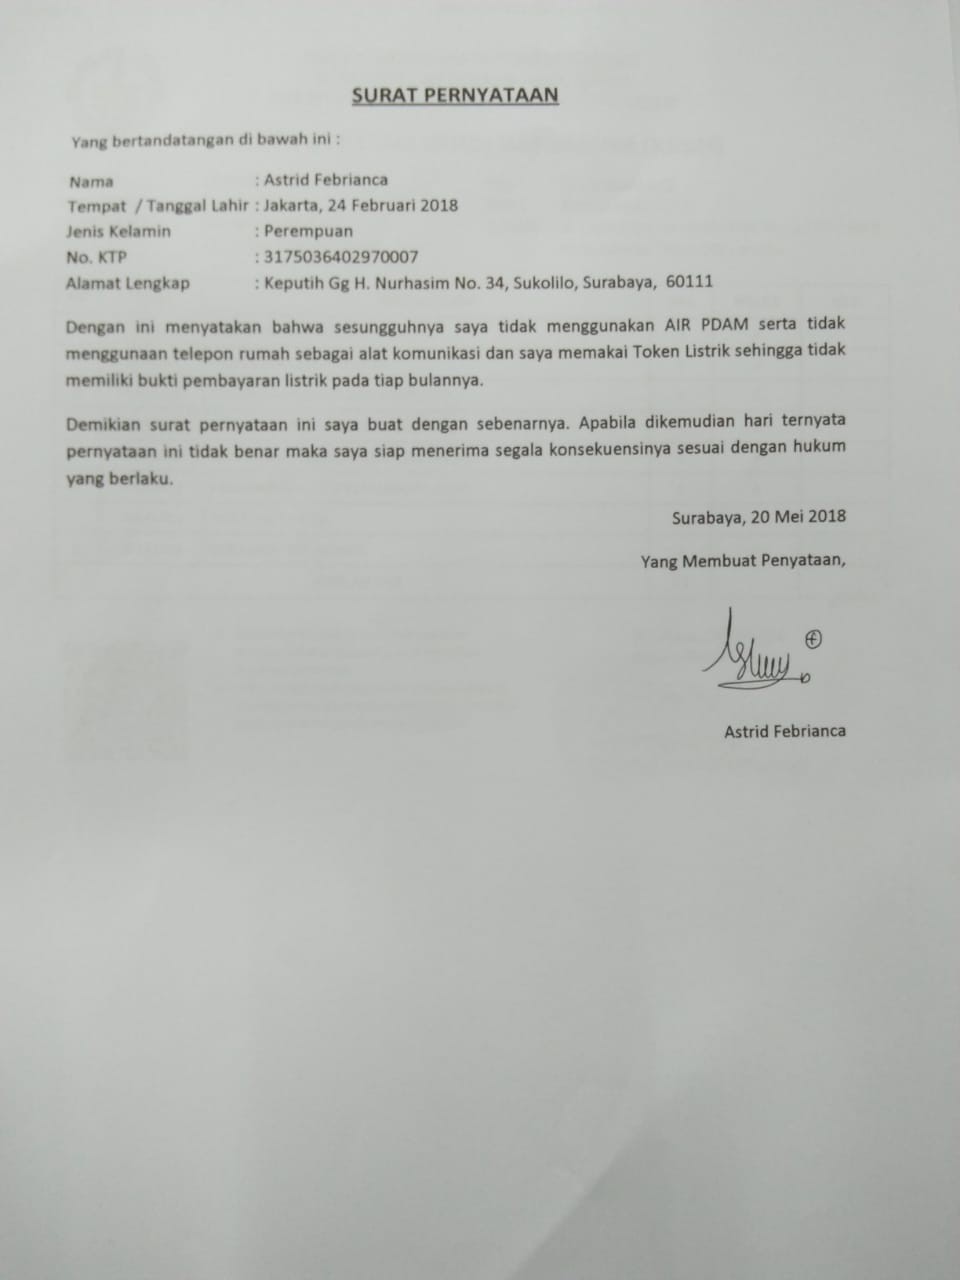 SURAT PERNYATAAN
Yang bertandatangan di bawah ini :
Nama : Astrid Febrianca
Tempat / Tanggal Lahir : Jakarta, 24 Februari 2018
Jenis Kelamin : Perempuan
No. KTP : 3175036402970007
Alamat Lengkap : Keputih Gg H. Nurhasim No. 34, Sukolilo, Surabaya, 60111
Dengan ini menyatakan bahwa sesungguhnya saya tidak menggunakan AIR PDAM serta tidak
menggunaan telepon rumah sebagai alat komunikasi dan saya memakai Token Listrik sehingga tidak
memiliki bukti pembayaran listrik pada tiap bulannya.
Demikian surat pernyataan ini saya buat dengan sebenarnya. Apabila dikemudian hari ternyata
pernyataan ini tidak benar maka saya siap menerima segala konsekuensinya sesuai dengan hukum
yang berlaku.
Surabaya, 20 Mei 2018
Yang Membuat Penyataan,
Astrid Febrianca